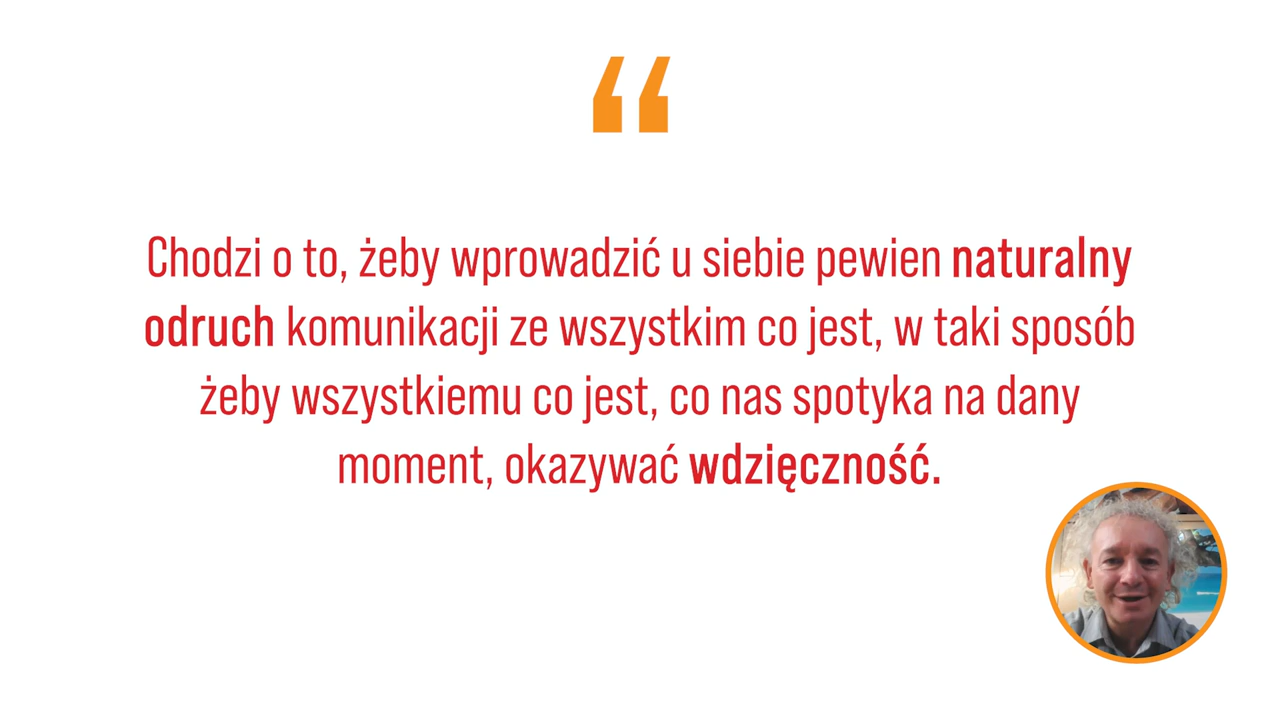 “
Chodzi o to, żeby wprowadzić u siebie pewien naturalny
odruch komunikacji ze wszystkim co jest, w taki sposób
żeby wszystkiemu co jest, co nas spotyka na dany
moment, okazywać wdzięczność.